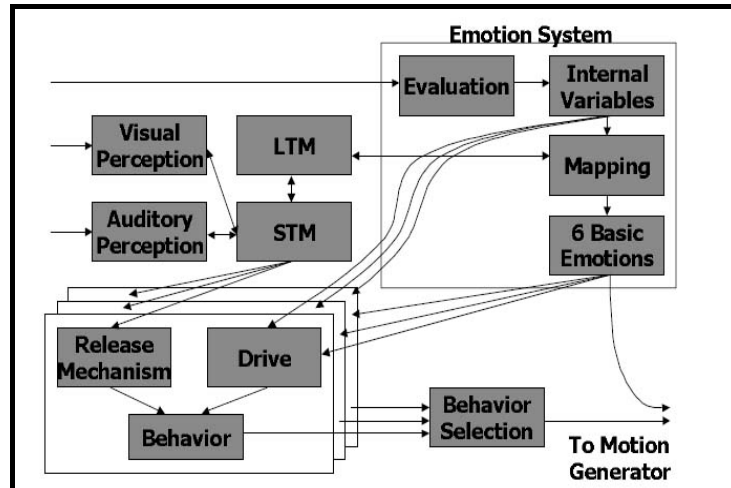 Emotion System
Evaluation
Internal
Variables
Visual
Perception
LTM
Mapping
Auditory
Perception
STM
6 Basic
Emotions
Release
Mechanism
Drive
Behavior
Behavior
Selection
To Motion
Generator